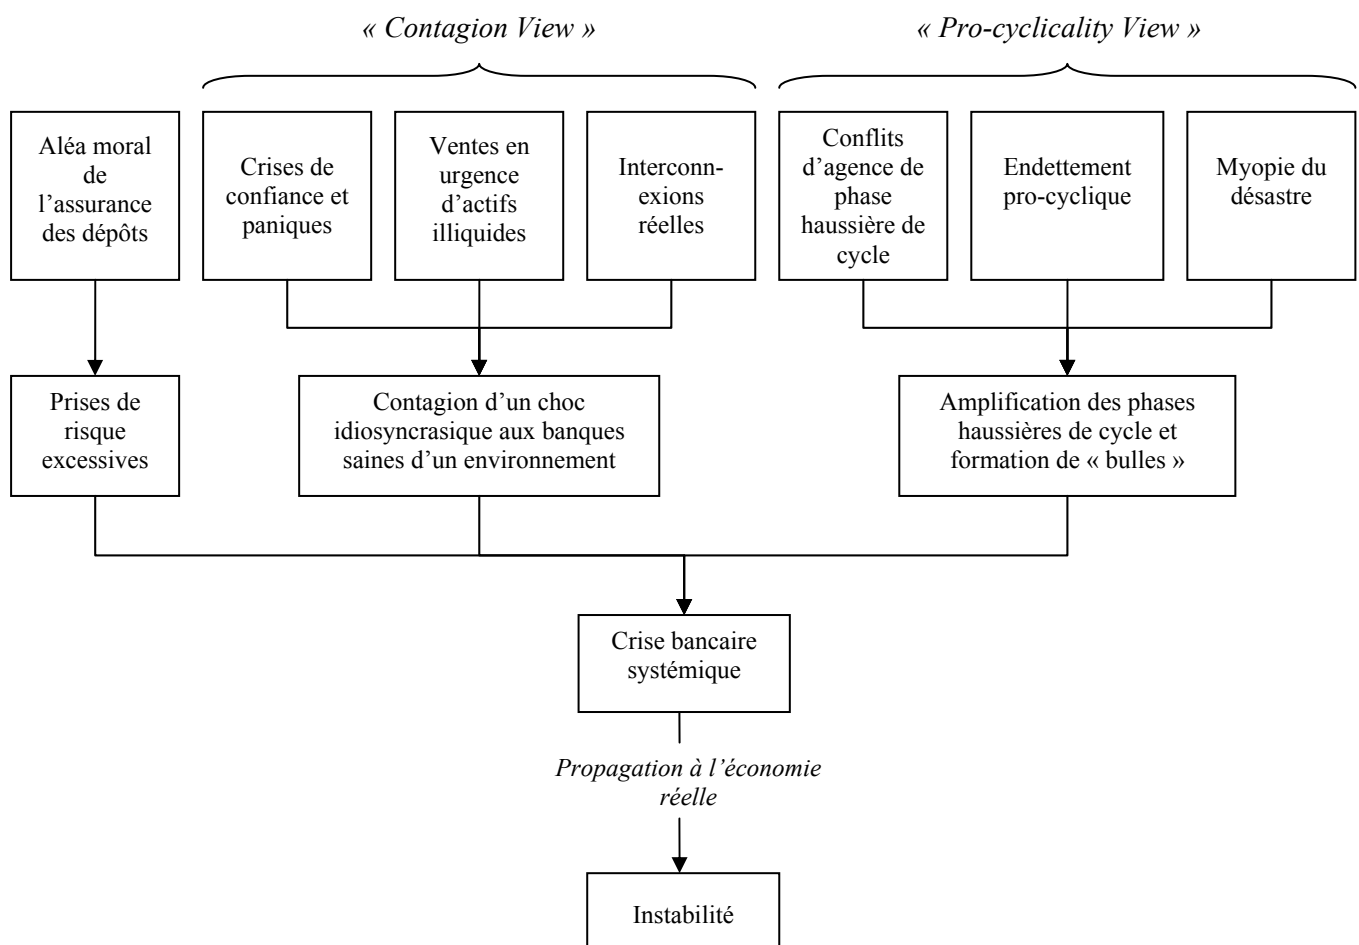 « Contagion View »
« Pro-cyclicality View »
Aléa moral
de
l’assurance
des dépôts
Crises de
confiance et
paniques
Ventes en
urgence
d’actifs
illiquides
Interconn-
exions
réelles
Conflits
d’agence de
phase
haussière de
cycle
Endettement
pro-cyclique
Myopie du
désastre
Prises de
risque
excessives
Contagion d’un choc
idiosyncrasique aux banques
saines d’un environnement
Amplification des phases
haussières de cycle et
formation de « bulles »
Crise bancaire
systémique
Propagation à l’économie
réelle
Instabilité